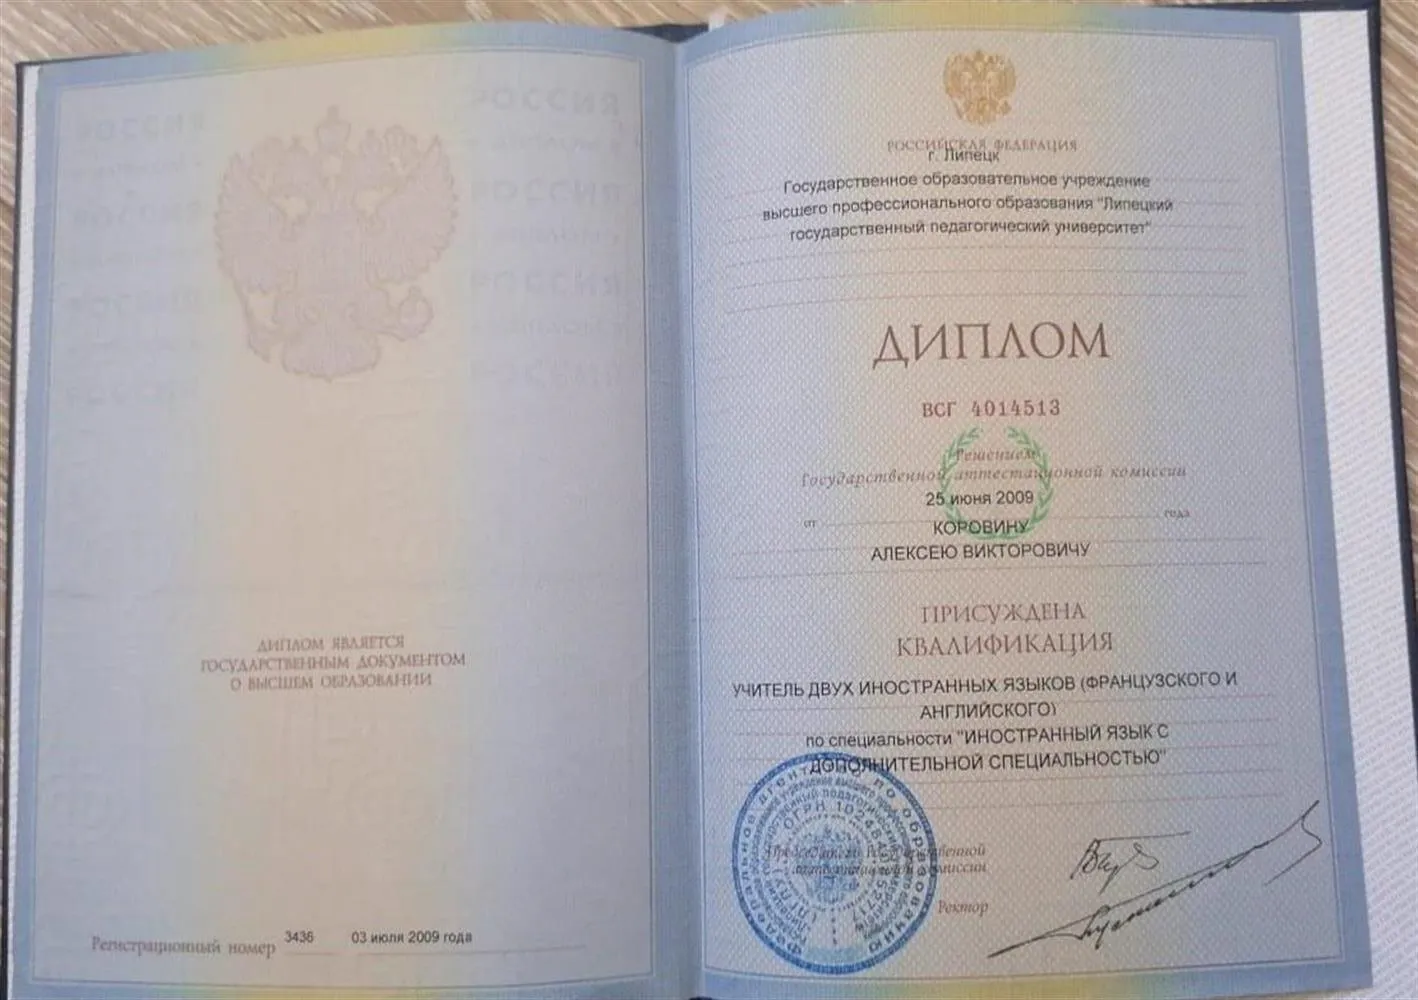 ДИПЛОМ ЯВЛЯЕТСЯ
ГОСУДАРСТВЕННЫМ ДОКУМЕНТОМ
О ВЫСШЕМ ОБРАЗОВАНИИ
Регистрационный номер 3436 03 июля 2009 года
РОССИЙСКАЯ ФЕДЕРАЦИЯ
г. Липецк
Государственное образовательное учреждение
высшего профессионального образования "Липецкий
государственный педагогический университет"
ДИПЛОМ
ВСГ 4014513
Решением
Государственной аттестационной комиссии
25 июня 2009
от года
КОРОВИНУ
АЛЕКСЕЮ ВИКТОРОВИЧУ
ПРИСУЖДЕНА
КВАЛИФИКАЦИЯ
УЧИТЕЛЬ ДВУХ ИНОСТРАННЫХ ЯЗЫКОВ (ФРАНЦУЗСКОГО И
АНГЛИЙСКОГО)
по специальности "ИНОСТРАННЫЙ ЯЗЫК С
ДОПОЛНИТЕЛЬНОЙ СПЕЦИАЛЬНОСТЬЮ"
Председатель Государственной
аттестационной комиссии
Ректор